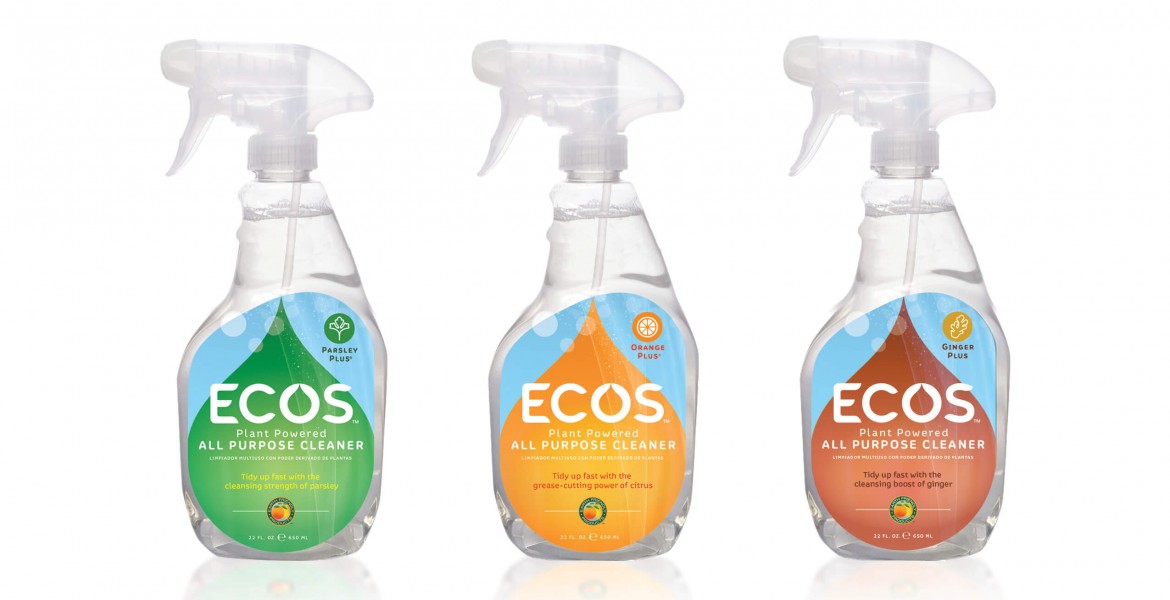 PARSLEY
PLUS®
ECOS™
Plant Powered
ALL PURPOSE CLEANER
LIMPIADOR MULTIUSO CON PODER DERIVADO DE PLANTAS
Tidy up fast with the
cleansing strength of parsley
22 FL. OZ. ℮ 650 ML
ORANGE
PLUS®
ECOS™
Plant Powered
ALL PURPOSE CLEANER
LIMPIADOR MULTIUSO CON PODER DERIVADO DE PLANTAS
Tidy up fast with the
grease-cutting power of citrus
22 FL. OZ. ℮ 650 ML
GINGER
PLUS
ECOS™
Plant Powered
ALL PURPOSE CLEANER
LIMPIADOR MULTIUSO CON PODER DERIVADO DE PLANTAS
Tidy up fast with the
cleansing boost of ginger
22 FL. OZ. ℮ 650 ML